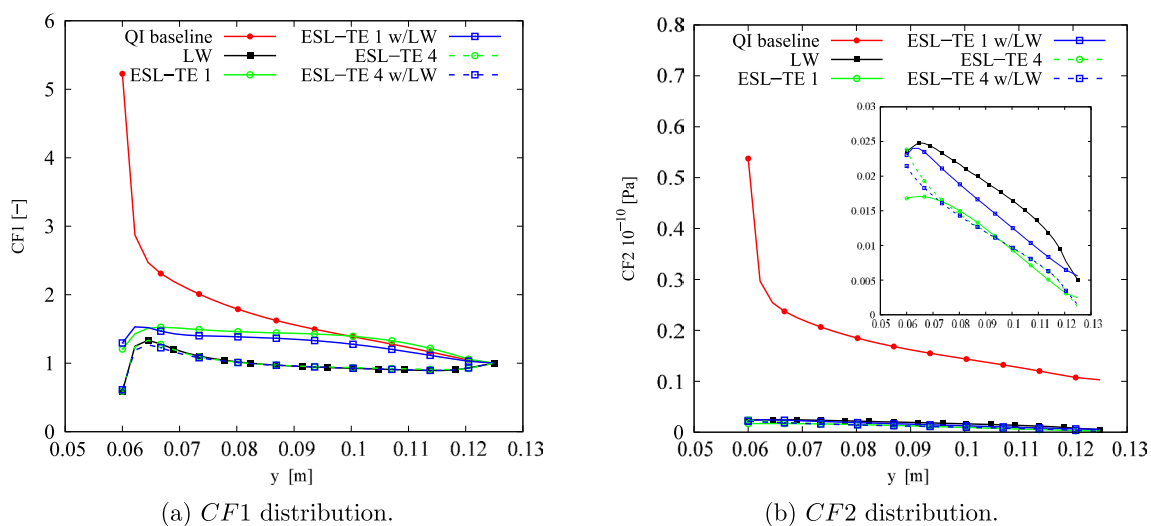 6
5
4
3
2
1
0
0.05 0.06 0.07 0.08 0.09 0.1 0.11 0.12 0.13
CF1 [−]
y [m]
QI baseline
LW
ESL−TE 1
ESL−TE 1 w/LW
ESL−TE 4
ESL−TE 4 w/LW
(a) CF1 distribution.
0.8
0.7
0.6
0.5
0.4
0.3
0.2
0.1
0
0.05 0.06 0.07 0.08 0.09 0.1 0.11 0.12 0.13
CF2 10⁻¹⁰ [Pa]
y [m]
QI baseline
LW
ESL−TE 1
ESL−TE 1 w/LW
ESL−TE 4
ESL−TE 4 w/LW
0.03
0.025
0.02
0.015
0.01
0.005
0
0.05 0.06 0.07 0.08 0.09 0.1 0.11 0.12 0.13
(b) CF2 distribution.